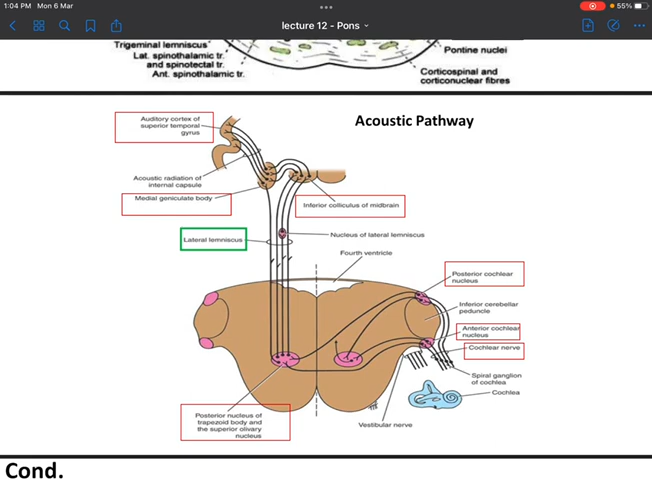 1:04 PM Mon 6 Mar
55%
lecture 12 - Pons
Trigeminal lemniscus
Lat. spinothalamic tr.
and spinotectal tr.
Ant. spinothalamic tr.
Pontine nuclei
Corticospinal and
corticonuclear fibres
Acoustic Pathway
Auditory cortex of
superior temporal
gyrus
Acoustic radiation of
internal capsule
Medial geniculate body
Inferior colliculus of midbrain
Lateral lemniscus
Nucleus of lateral lemniscus
Fourth ventricle
Posterior cochlear
nucleus
Inferior cerebellar
peduncle
Anterior cochlear
nucleus
Cochlear nerve
Spiral ganglion
of cochlea
Cochlea
Posterior nucleus of
trapezoid body and
the superior olivary
nucleus
Vestibular nerve
Cond.